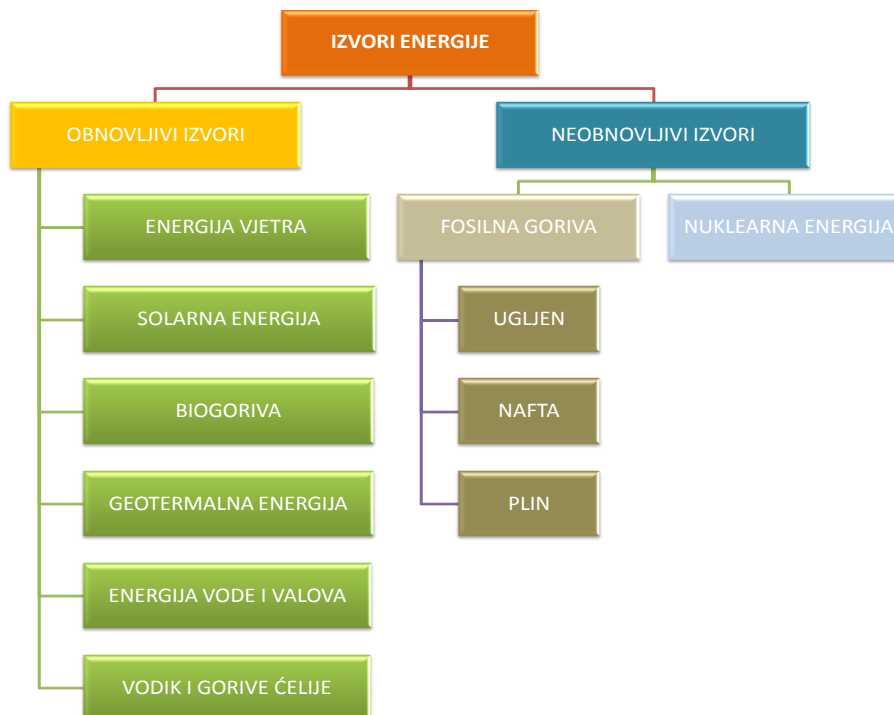 IZVORI ENERGIJE
OBNOVLJIVI IZVORI
NEOBNOVLJIVI IZVORI
ENERGIJA VJETRA
FOSILNA GORIVA
NUKLEARNA ENERGIJA
SOLARNA ENERGIJA
UGLJEN
BIOGORIVA
NAFTA
GEOTERMALNA ENERGIJA
PLIN
ENERGIJA VODE I VALOVA
VODIK I GORIVE ĆELIJE